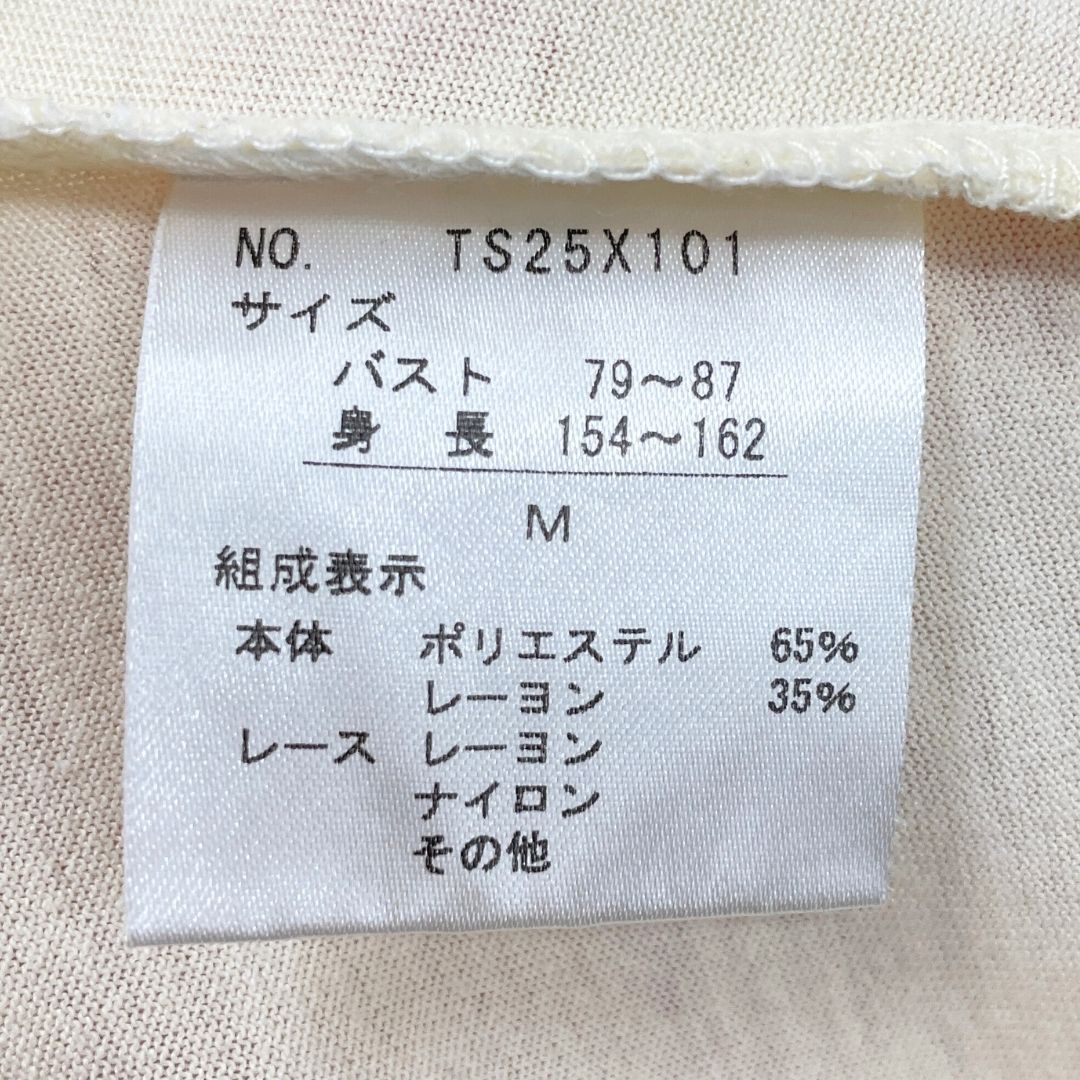 NO. TS25X101
サイズ
バスト 79～87
身長 154～162
M
組成表示
本体 ポリエステル 65%
レーヨン 35%
レース レーヨン
ナイロン
その他